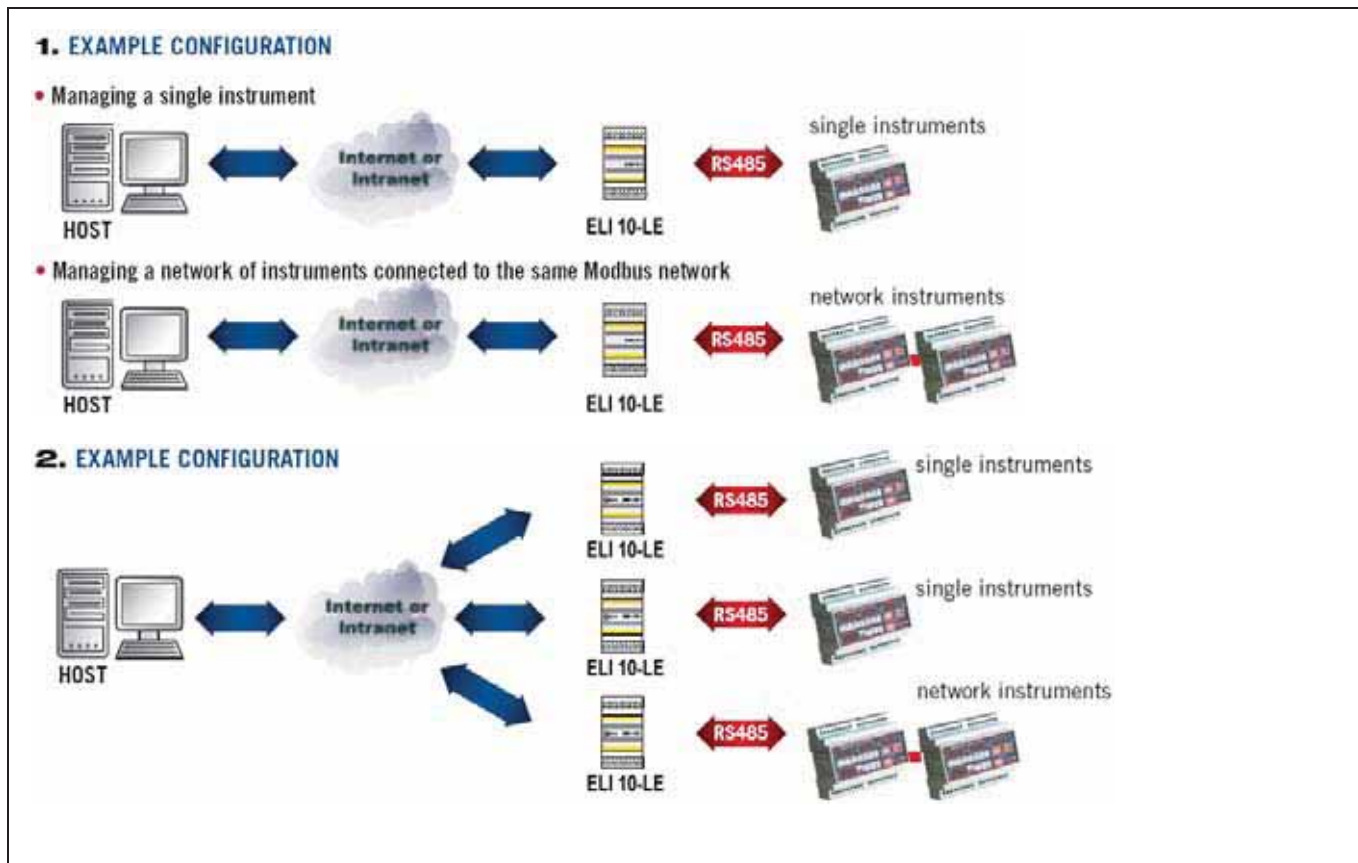 1. EXAMPLE CONFIGURATION
• Managing a single instrument
single instruments
Internet or
Intranet
RS485
HOST
ELI 10-LE
• Managing a network of instruments connected to the same Modbus network
network instruments
Internet or
Intranet
RS485
HOST
ELI 10-LE
2. EXAMPLE CONFIGURATION
single instruments
RS485
ELI 10-LE
single instruments
Internet or
Intranet
RS485
HOST
ELI 10-LE
network instruments
RS485
ELI 10-LE